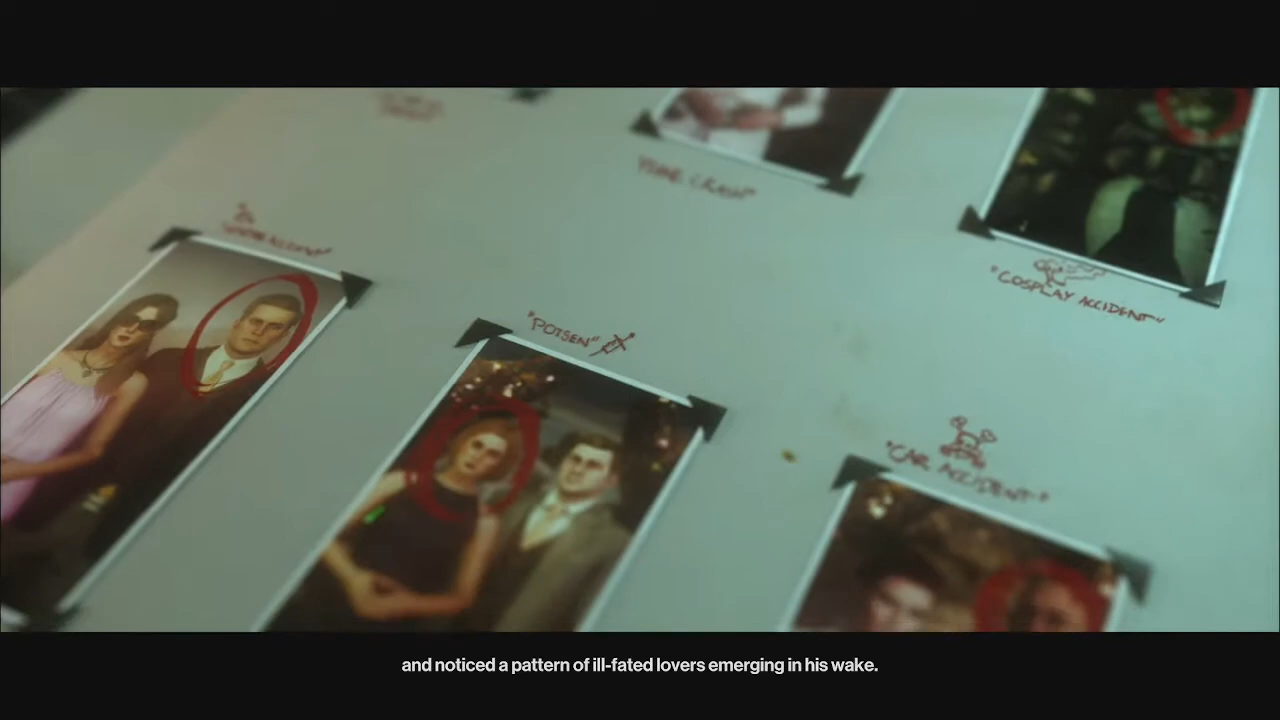 "COSPLAY ACCIDENT"
"POISEN"
"CAR ACCIDENT"
and noticed a pattern of ill-fated lovers emerging in his wake.